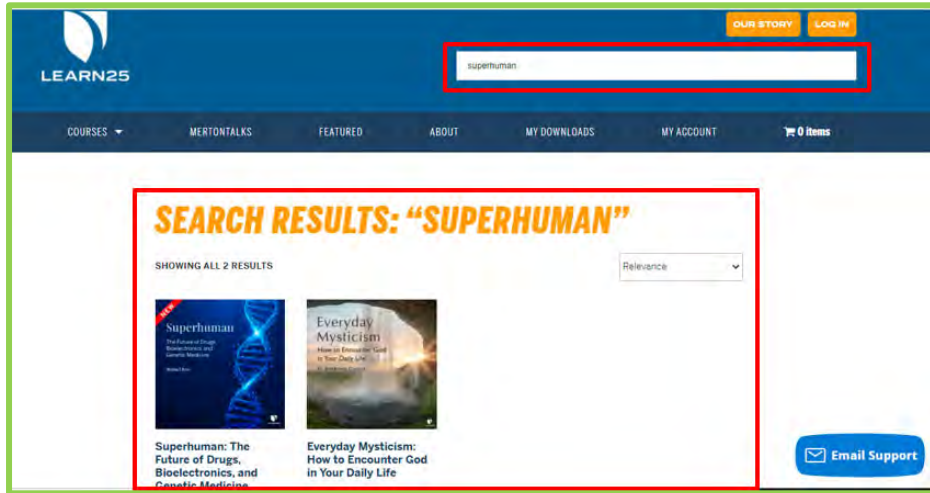 OUR STORY LOG IN
LEARN25
superhuman
COURSES MERTONTALKS FEATURED ABOUT MY DOWNLOADS MY ACCOUNT 0 items
SEARCH RESULTS: “SUPERHUMAN”
SHOWING ALL 2 RESULTS
Relevance
NEW
Superhuman
The Future of Drugs,
Bioelectronics and
Genetic Medicine
Everyday
Mysticism
How to Encounter God
in Your Daily Life
Superhuman: The
Future of Drugs,
Bioelectronics, and
Genetic Medicine
Everyday Mysticism:
How to Encounter God
in Your Daily Life
Email Support